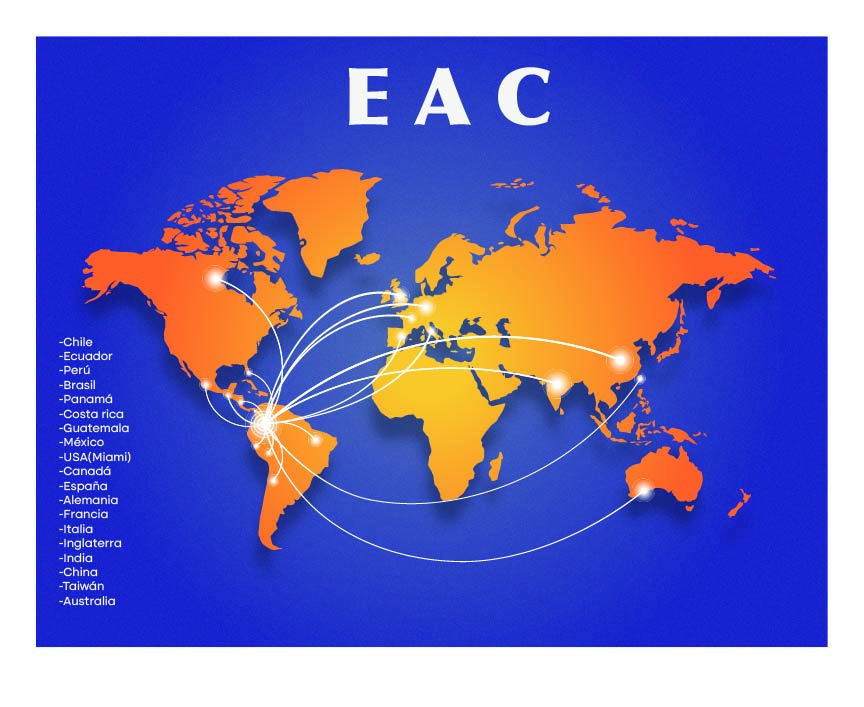 E A C
-Chile
-Ecuador
-Perú
-Brasil
-Panamá
-Costa rica
-Guatemala
-México
-USA(Miami)
-Canadá
-España
-Alemania
-Francia
-Italia
-Inglaterra
-India
-China
-Taiwán
-Australia